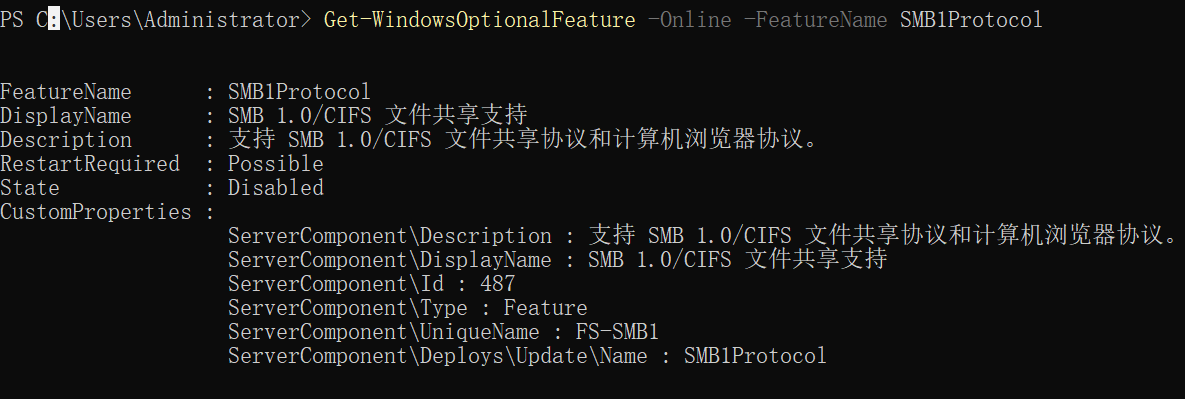 PS C:\Users\Administrator> Get-WindowsOptionalFeature -Online -FeatureName SMB1Protocol
FeatureName : SMB1Protocol
DisplayName : SMB 1.0/CIFS 文件共享支持
Description : 支持 SMB 1.0/CIFS 文件共享协议和计算机浏览器协议。
RestartRequired : Possible
State : Disabled
CustomProperties :
ServerComponent\Description : 支持 SMB 1.0/CIFS 文件共享协议和计算机浏览器协议。
ServerComponent\DisplayName : SMB 1.0/CIFS 文件共享支持
ServerComponent\Id : 487
ServerComponent\Type : Feature
ServerComponent\UniqueName : FS-SMB1
ServerComponent\Deploys\Update\Name : SMB1Protocol